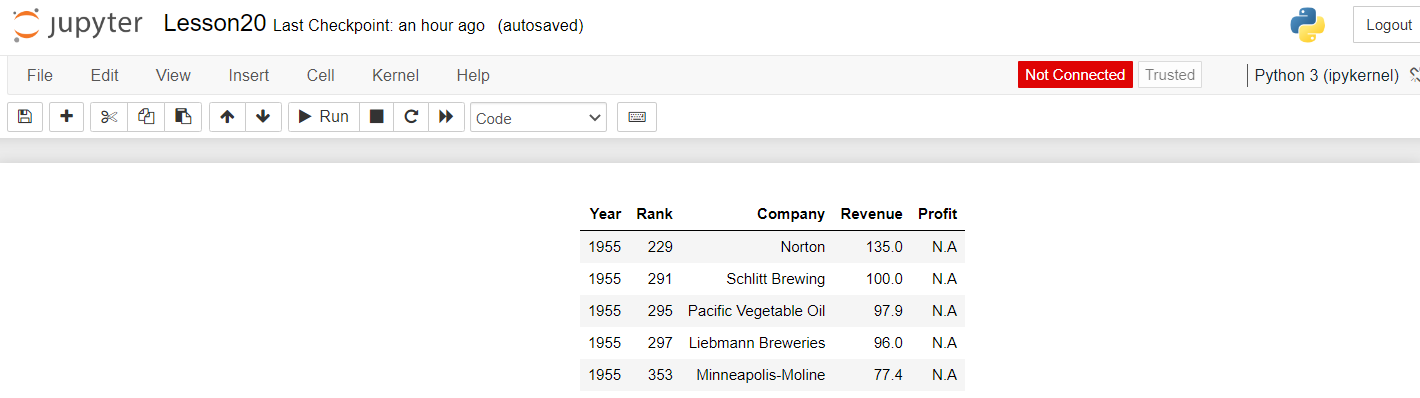 jupyter Lesson20 Last Checkpoint: an hour ago (autosaved) Logout
File Edit View Insert Cell Kernel Help Not Connected Trusted Python 3 (ipykernel)
Run Code
Year Rank Company Revenue Profit
1955 229 Norton 135.0 N.A
1955 291 Schlitt Brewing 100.0 N.A
1955 295 Pacific Vegetable Oil 97.9 N.A
1955 297 Liebmann Breweries 96.0 N.A
1955 353 Minneapolis-Moline 77.4 N.A